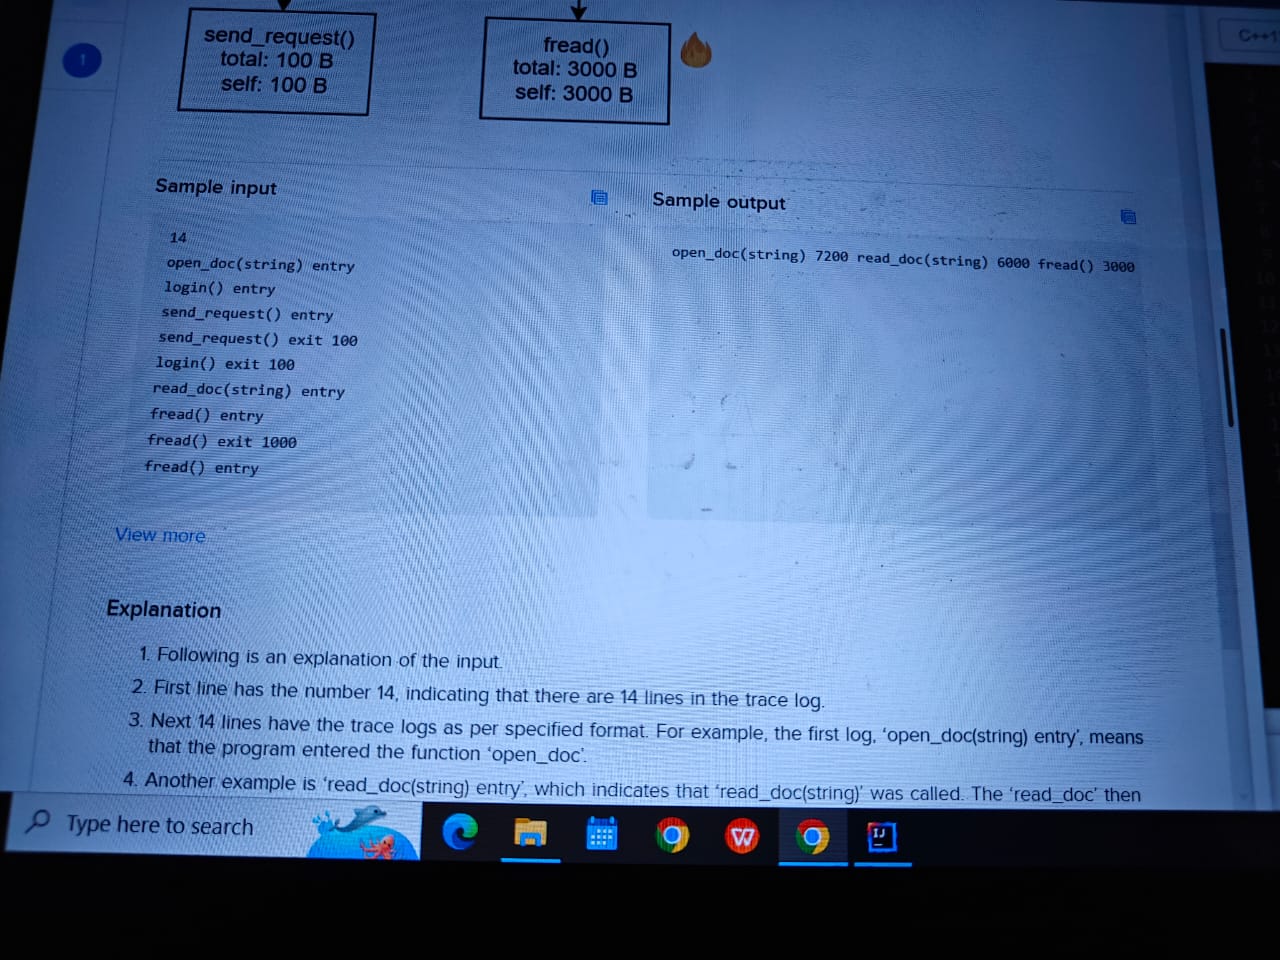 send_request()
total: 100 B
self: 100 B
fread()
total: 3000 B
self: 3000 B
1
C++1
Sample input
14
open_doc(string) entry
login() entry
send_request() entry
send_request() exit 100
login() exit 100
read_doc(string) entry
fread() entry
fread() exit 1000
fread() entry
View more
Sample output
open_doc(string) 7200 read_doc(string) 6000 fread() 3000
Explanation
1. Following is an explanation of the input.
2. First line has the number 14, indicating that there are 14 lines in the trace log.
3. Next 14 lines have the trace logs as per specified format. For example, the first log, ‘open_doc(string) entry’, means
that the program entered the function ‘open_doc’.
4. Another example is ‘read_doc(string) entry’, which indicates that ‘read_doc(string)’ was called. The ‘read_doc’ then
Type here to search
W
IJ